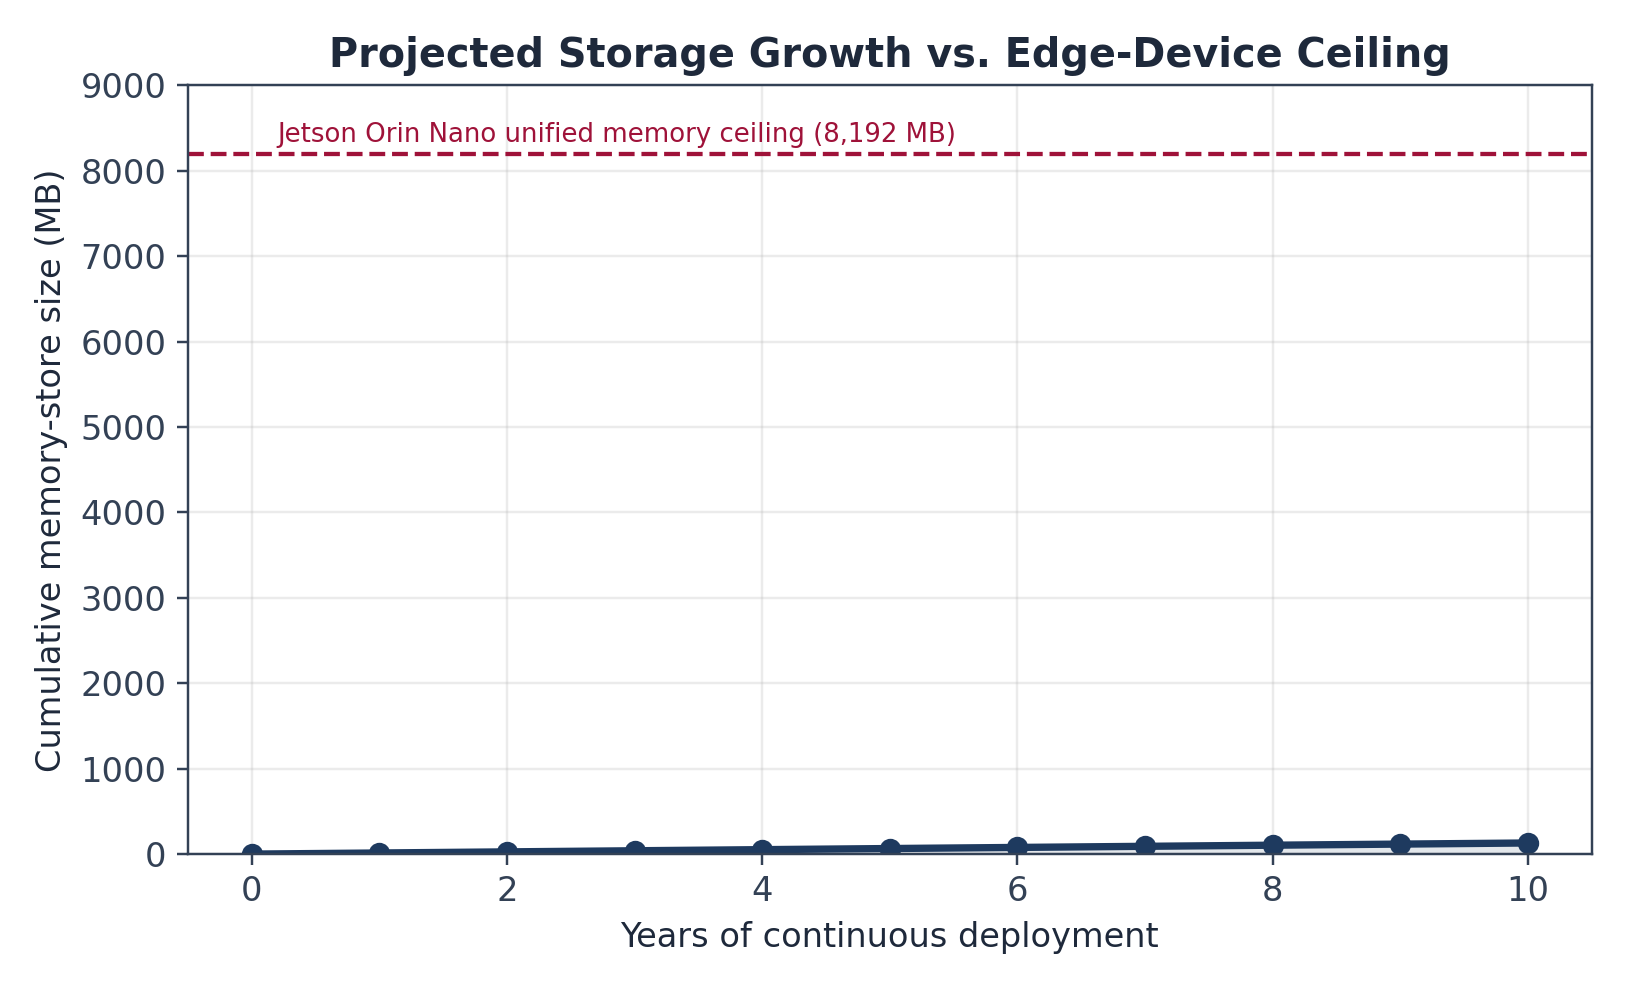 Projected Storage Growth vs. Edge-Device Ceiling
Cumulative memory-store size (MB)
9000
8000
7000
6000
5000
4000
3000
2000
1000
0
Jetson Orin Nano unified memory ceiling (8,192 MB)
0 2 4 6 8 10
Years of continuous deployment